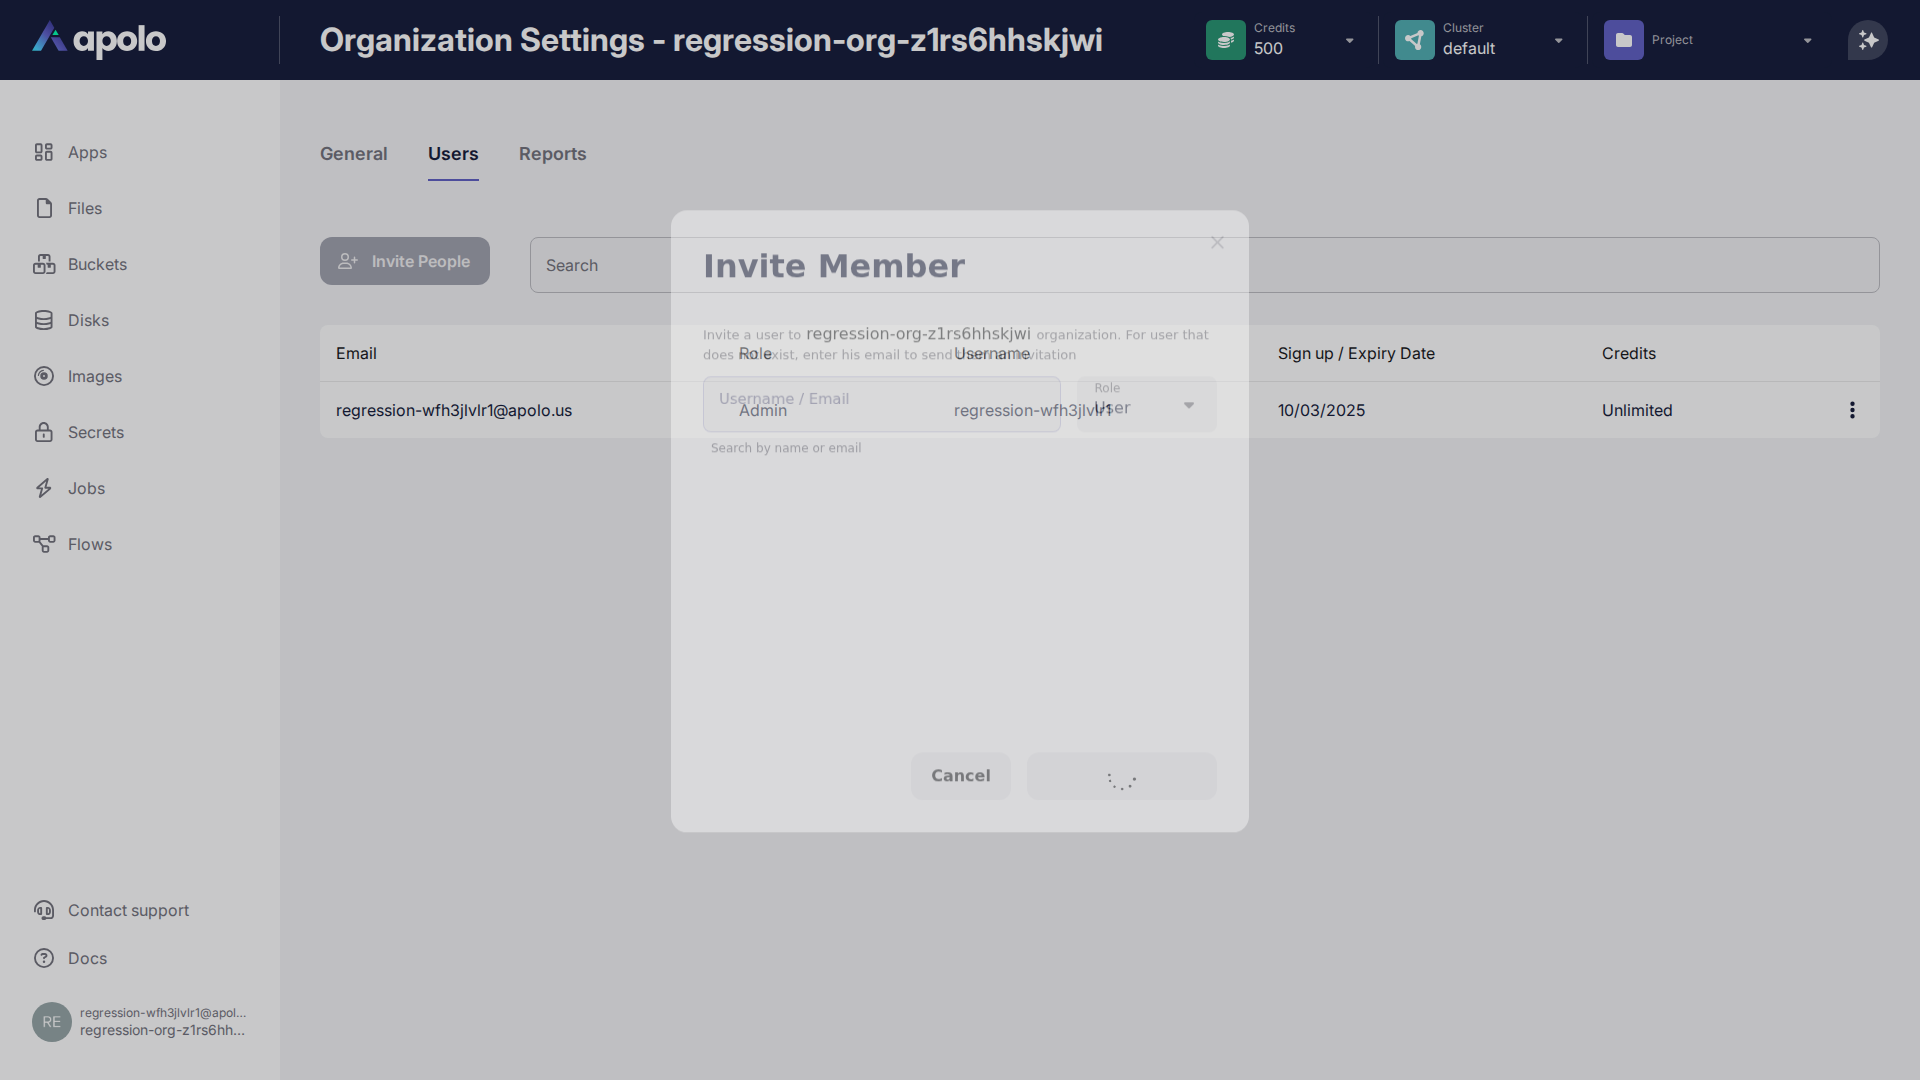 apolo
Organization Settings - regression-org-z1rs6hhskjwi
Credits
500
Cluster
default
Project
Apps
Files
Buckets
Disks
Images
Secrets
Jobs
Flows
General
Users
Reports
Invite People
Search
Email
Role
Username
Sign up / Expiry Date
Credits
regression-wfh3jlvlr1@apolo.us
Admin
regression-wfh3jlvlr1
10/03/2025
Unlimited
Invite Member
Invite a user to regression-org-z1rs6hhskjwi organization. For user that
does not exist, enter his email to send them an invitation
Username / Email
Role
User
Search by name or email
Cancel
Contact support
Docs
RE
regression-wfh3jlvlr1@apol...
regression-org-z1rs6hh...